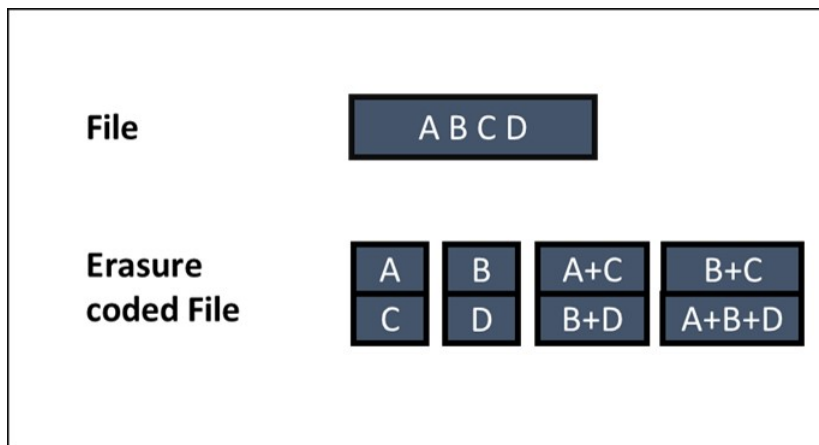 File
A B C D
Erasure
coded File
A
B
A+C
B+C
C
D
B+D
A+B+D